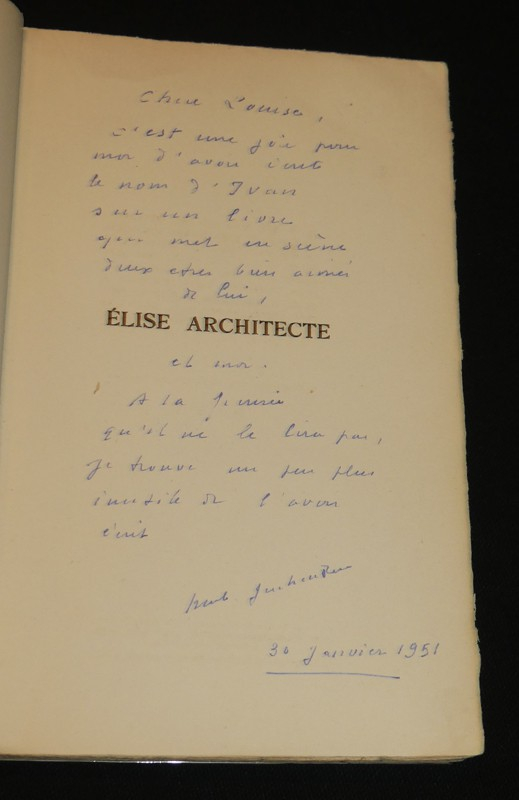 Chère Louise,
c'est une joie pour
moi d'avoir écrit
le nom d'Ivan
sur un livre
qui met en scène
deux êtres bien aimés
de lui,
ÉLISE ARCHITECTE
et moi.
A la pensée
qu'il ne le lira pas,
je trouve un peu plus
inutile de l'avoir
écrit
30 Janvier 1951